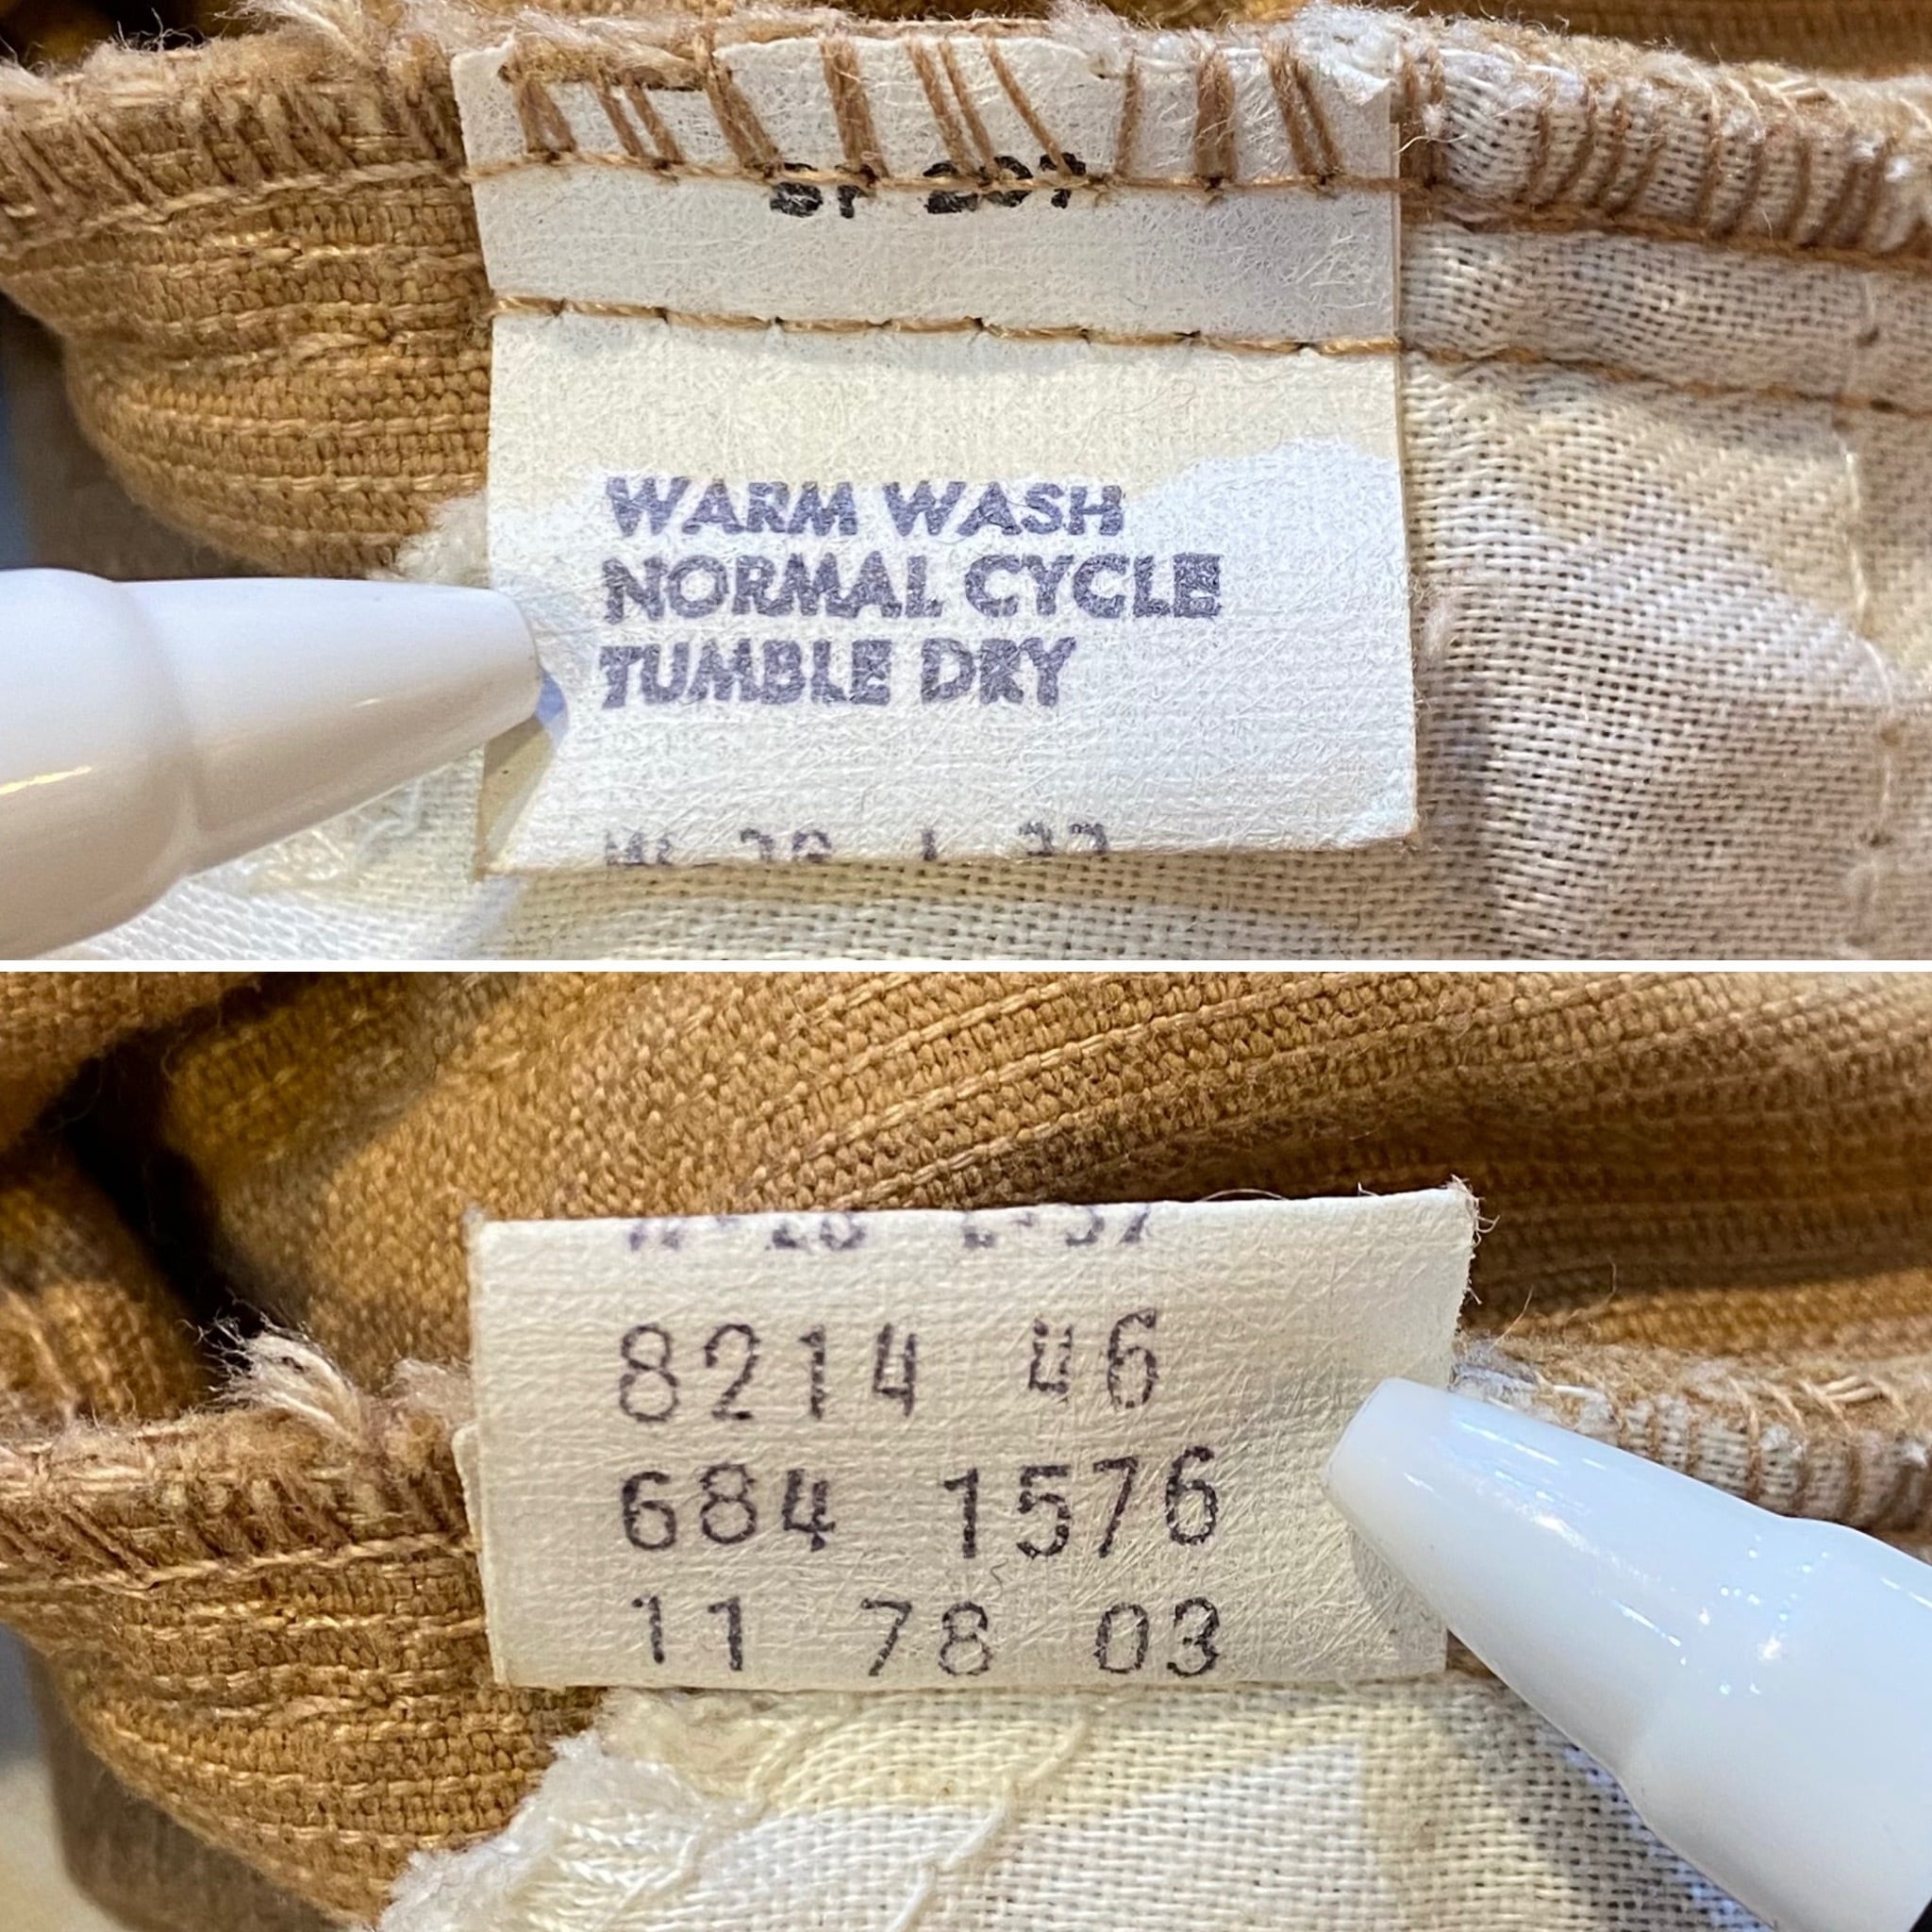 WARM WASH
NORMAL CYCLE
TUMBLE DRY
8214 46
684 1576
11 78 03